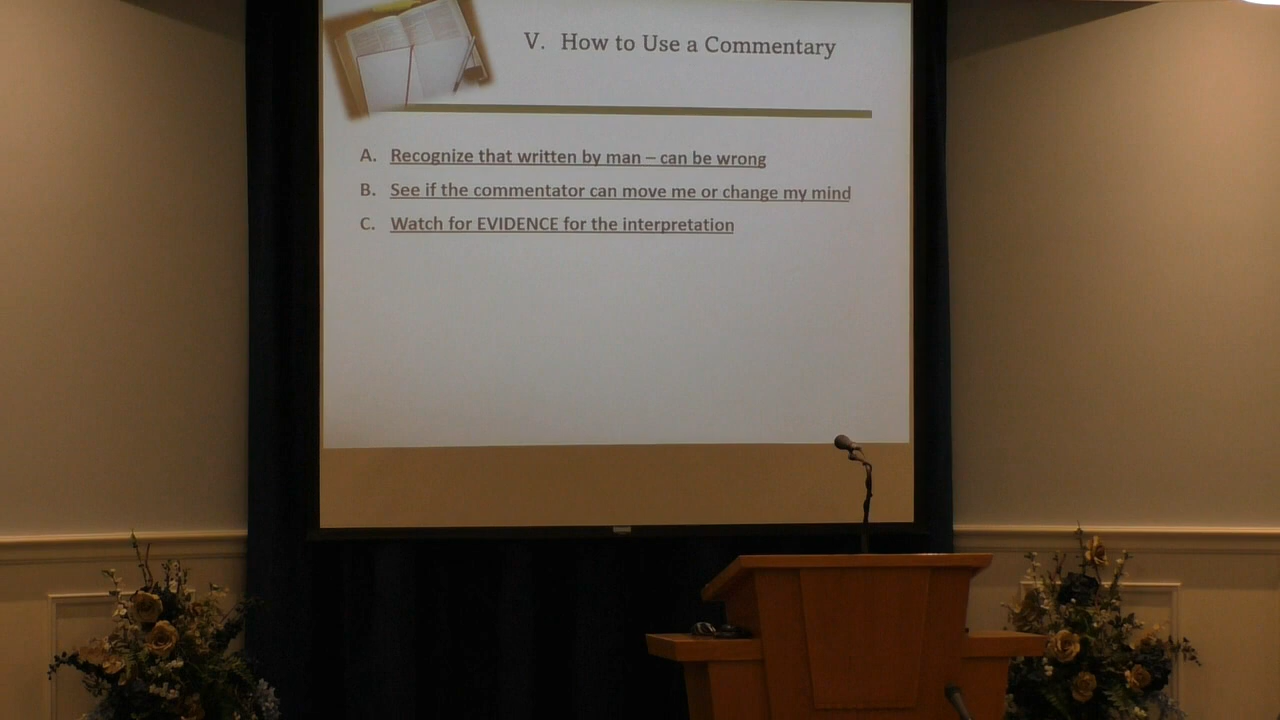 V. How to Use a Commentary
A. Recognize that written by man – can be wrong
B. See if the commentator can move me or change my mind
C. Watch for EVIDENCE for the interpretation